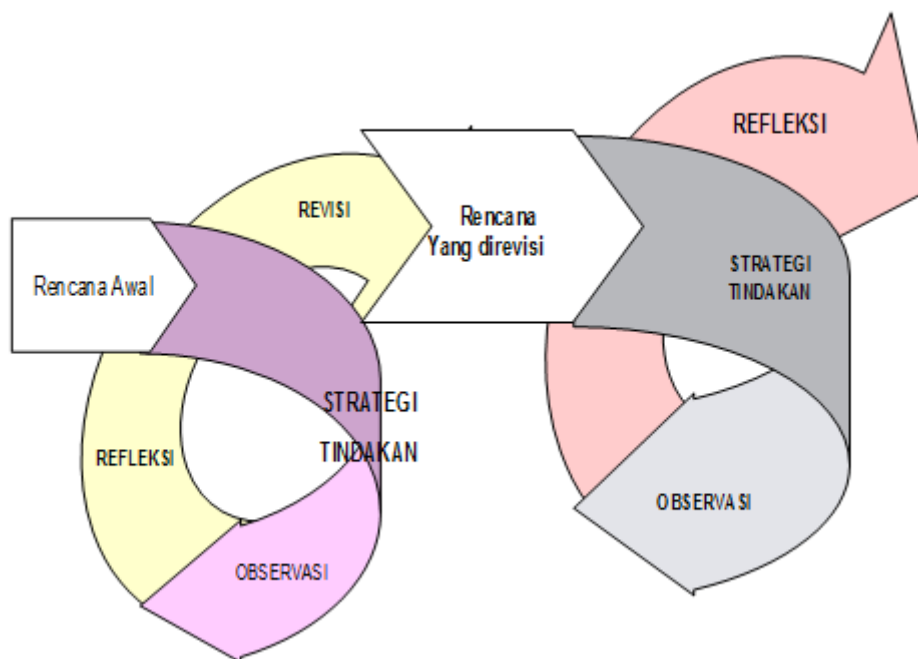 Rencana Awal
STRATEGI
TINDAKAN
OBSERVASI
REFLEKSI
REVISI
Rencana
Yang direvisi
STRATEGI
TINDAKAN
OBSERVASI
REFLEKSI